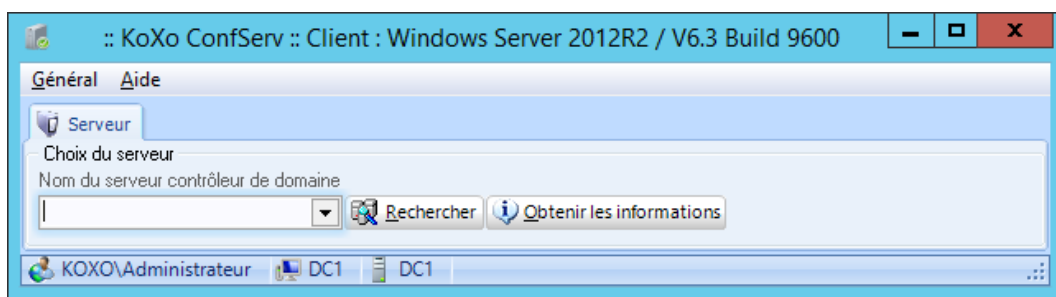 :: KoXo ConfServ :: Client : Windows Server 2012R2 / V6.3 Build 9600
Général Aide
Serveur
Choix du serveur
Nom du serveur contrôleur de domaine
Rechercher Obtenir les informations
KOXO\Administrateur DC1 DC1